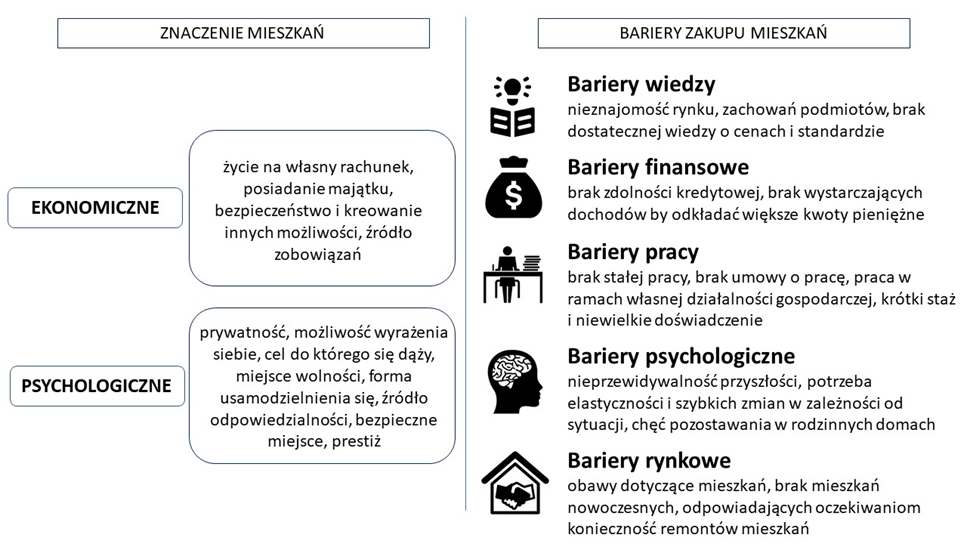 ZNACZENIE MIESZKAŃ
EKONOMICZNE
życie na własny rachunek,
posiadanie majątku,
bezpieczeństwo i kreowanie
innych możliwości, źródło
zobowiązań
PSYCHOLOGICZNE
prywatność, możliwość wyrażenia
siebie, cel do którego się dąży,
miejsce wolności, forma
usamodzielnienia się, źródło
odpowiedzialności, bezpieczne
miejsce, prestiż
BARIERY ZAKUPU MIESZKAŃ
Bariery wiedzy
nieznajomość rynku, zachowań podmiotów, brak
dostatecznej wiedzy o cenach i standardzie
$
Bariery finansowe
brak zdolności kredytowej, brak wystarczających
dochodów by odkładać większe kwoty pieniężne
Bariery pracy
brak stałej pracy, brak umowy o pracę, praca w
ramach własnej działalności gospodarczej, krótki staż
i niewielkie doświadczenie
Bariery psychologiczne
nieprzewidywalność przyszłości, potrzeba
elastyczności i szybkich zmian w zależności od
sytuacji, chęć pozostawania w rodzinnych domach
Bariery rynkowe
obawy dotyczące mieszkań, brak mieszkań
nowoczesnych, odpowiadających oczekiwaniom
konieczność remontów mieszkań